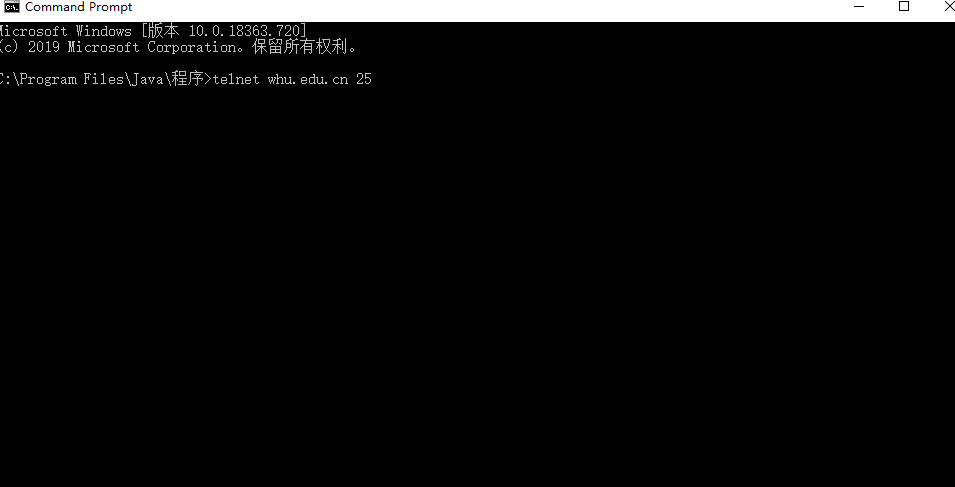 Command Prompt
Microsoft Windows [版本 10.0.18363.720]
(c) 2019 Microsoft Corporation。保留所有权利。
C:\Program Files\Java\程序>telnet whu.edu.cn 25